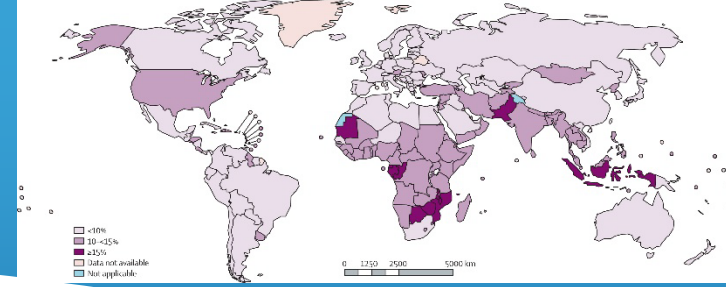 <10%
10–<15%
≥15%
Data not available
Not applicable
0 1250 2500 5000 km